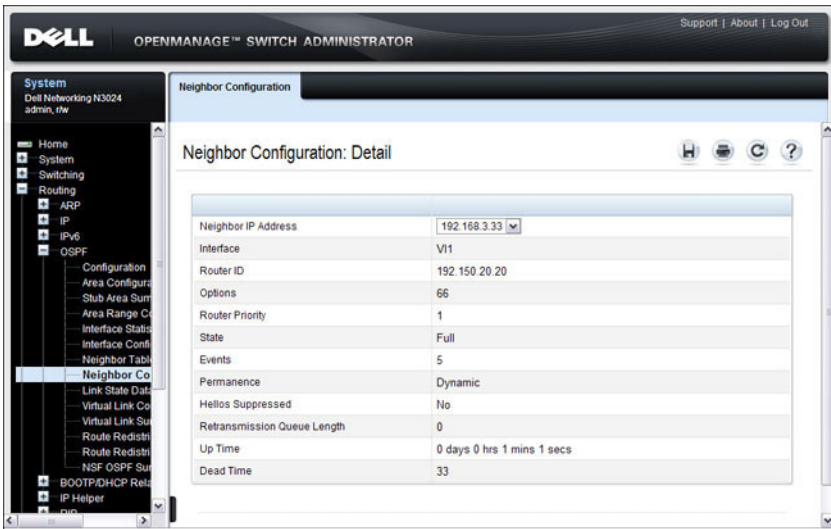 Support | About | Log Out
DELL
OPENMANAGE™ SWITCH ADMINISTRATOR
System
Dell Networking N3024
admin, r/w
Neighbor Configuration
Home
System
Switching
Routing
ARP
IP
IPv6
OSPF
Configuration
Area Configura
Stub Area Sum
Area Range Co
Interface Statis
Interface Confi
Neighbor Tabl
Neighbor Co
Link State Data
Virtual Link Co
Virtual Link Su
Route Redistri
Route Redistri
NSF OSPF Sur
BOOTP/DHCP Rela
IP Helper
Neighbor Configuration: Detail
Neighbor IP Address 192.168.3.33
Interface Vl1
Router ID 192.150.20.20
Options 66
Router Priority 1
State Full
Events 5
Permanence Dynamic
Hellos Suppressed No
Retransmission Queue Length 0
Up Time 0 days 0 hrs 1 mins 1 secs
Dead Time 33